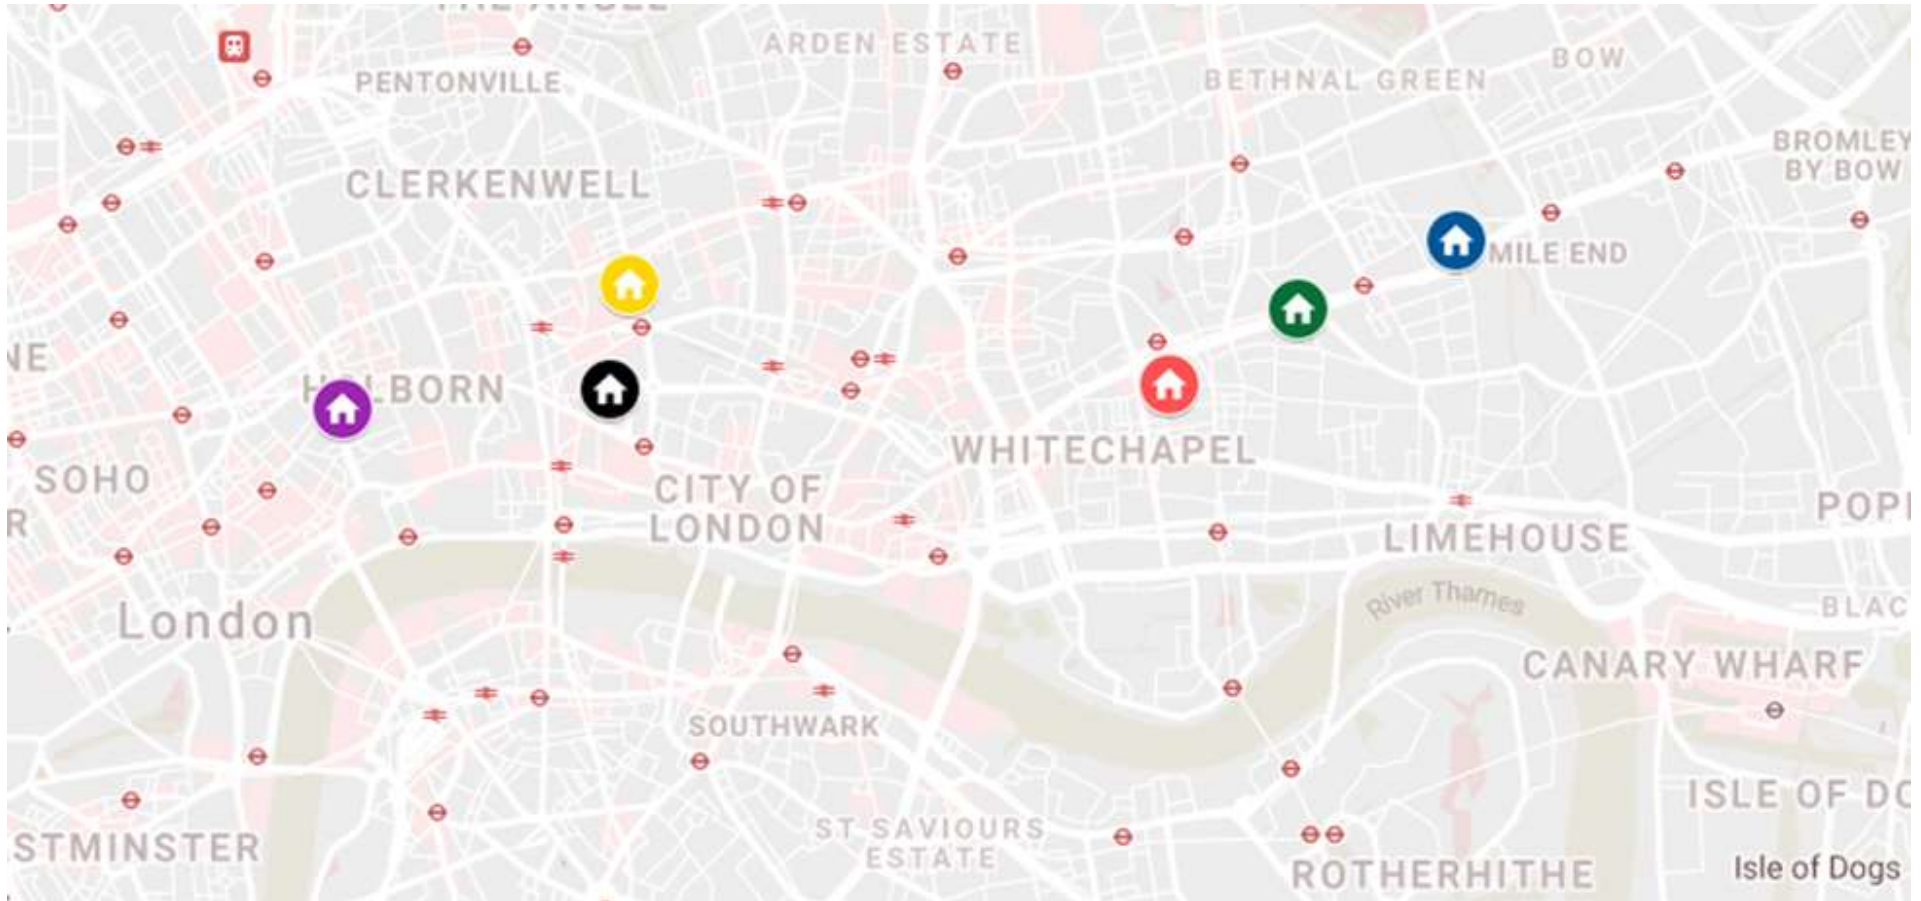 THE ANGEL
ARDEN ESTATE
BOW
PENTONVILLE
BETHNAL GREEN
BROMLEY
BY BOW
CLERKENWELL
MILE END
NE
H LBORN
WHITECHAPEL
SOHO
CITY OF
LONDON
R
POP
LIMEHOUSE
River Thames
BLAC
London
CANARY WHARF
SOUTHWARK
ISLE OF DO
ST SAVIOURS
ESTATE
STMINSTER
ROTHERHITHE
Isle of Dogs